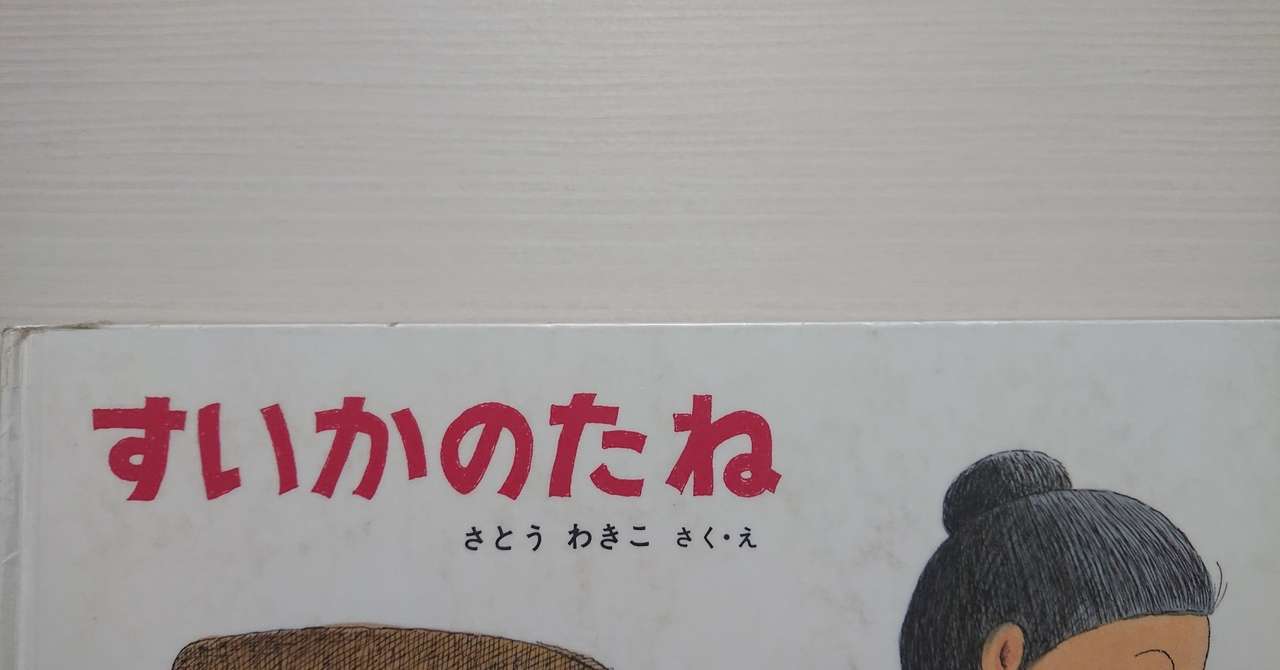 すいかのたね
さとう わきこ さく・え